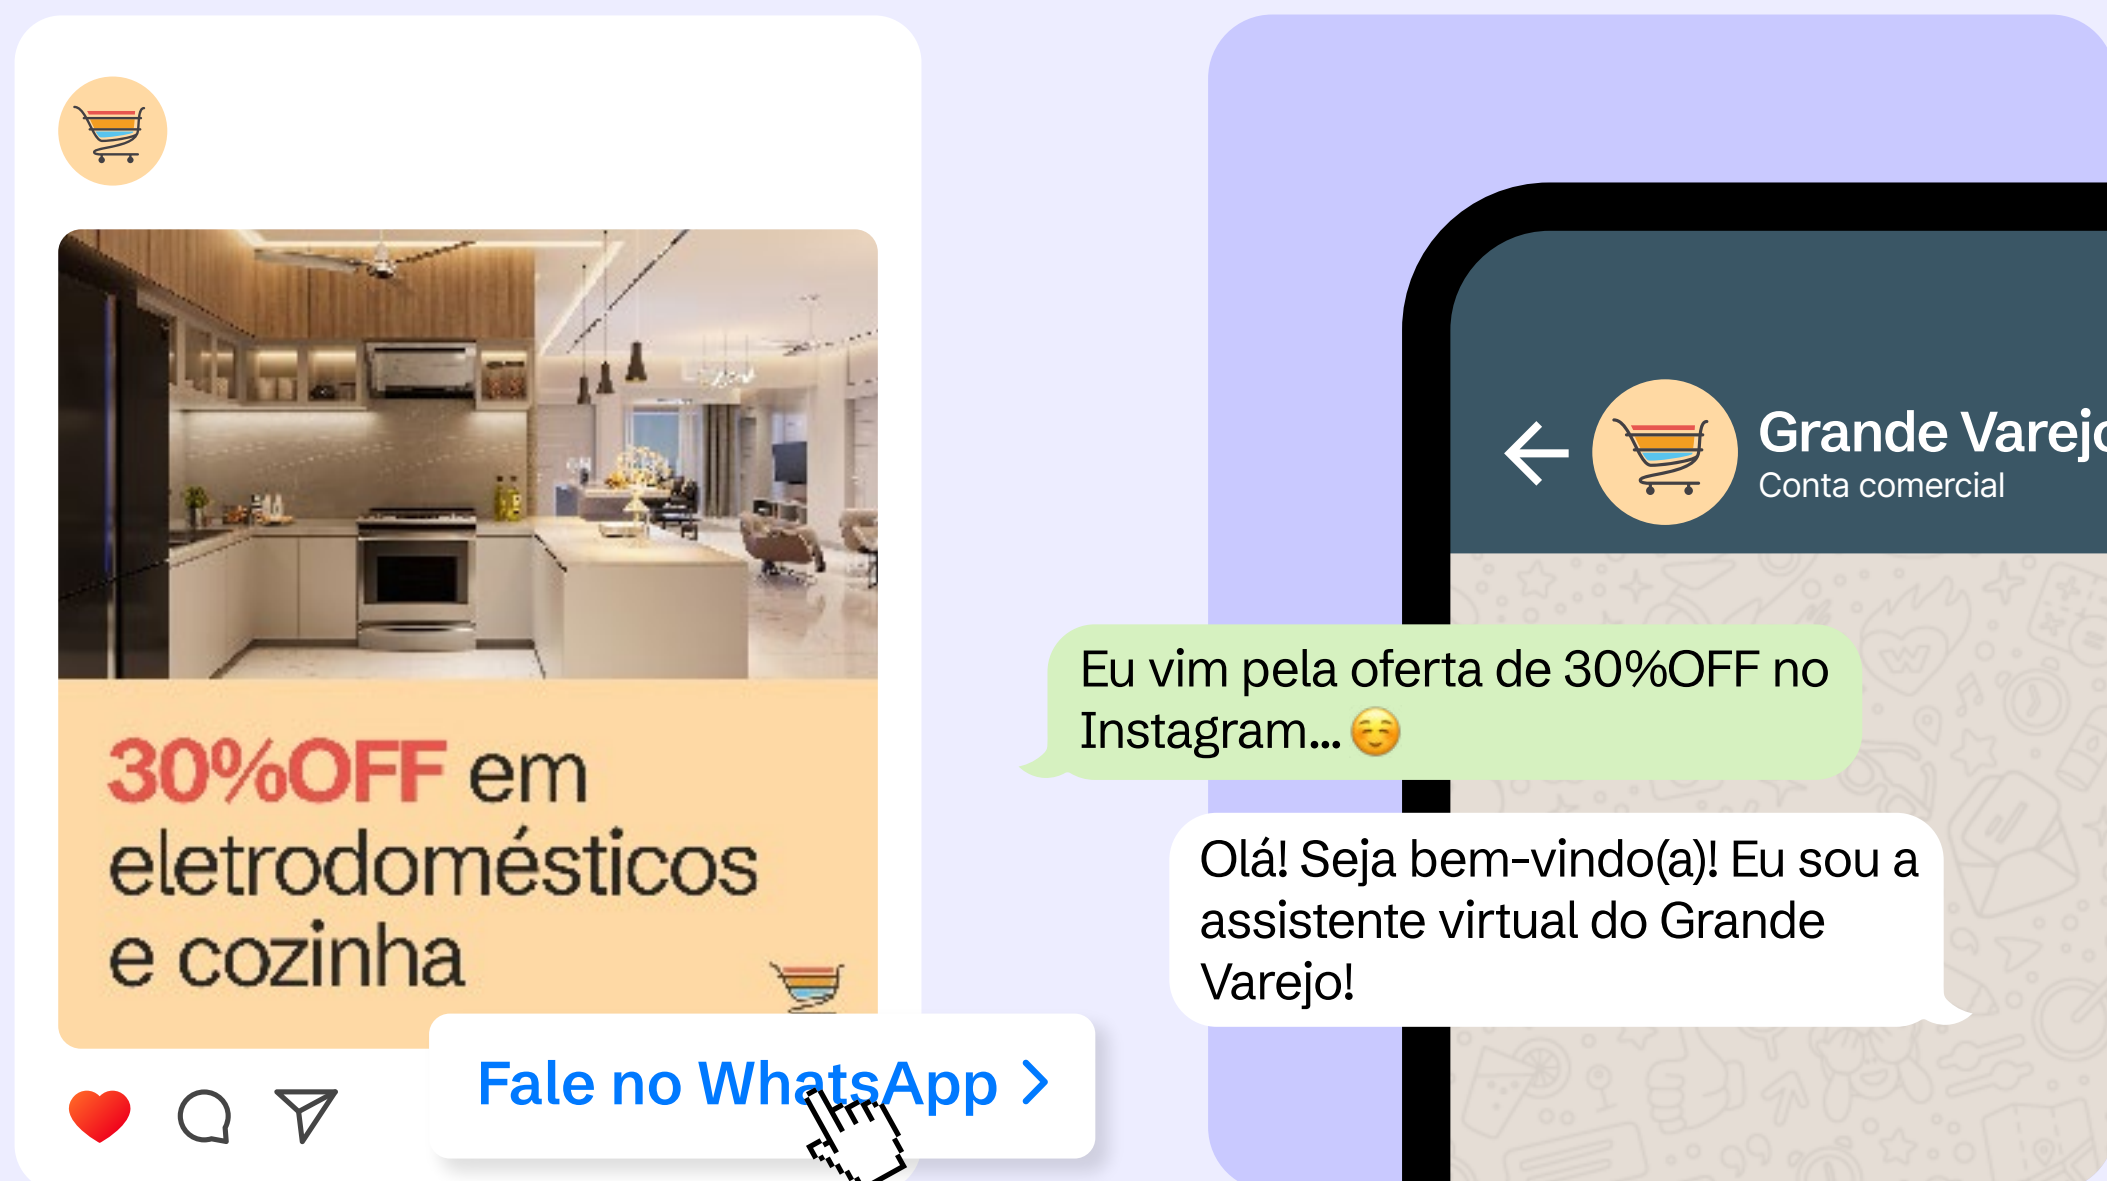 30%OFF em
eletrodomésticos
e cozinha
Fale no WhatsApp
Grande Varejo
Conta comercial
Eu vim pela oferta de 30%OFF no
Instagram... ☺️
Olá! Seja bem-vindo(a)! Eu sou a
assistente virtual do Grande
Varejo!